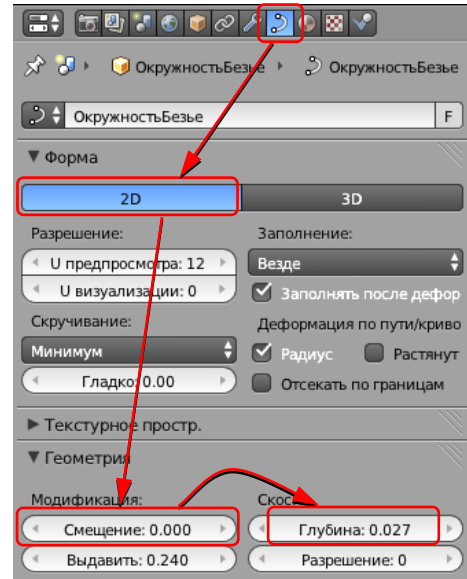 ОкружностьБезье ОкружностьБезье
ОкружностьБезье F
Форма
2D 3D
Разрешение: Заполнение:
U предпросмотра: 12 Везде
U визуализации: 0 Заполнять после дефор
Скручивание: Деформация по пути/криво
Минимум Радиус Растянут
Гладко: 0.00 Отсекать по границам
Текстурное простр.
Геометрия
Модификация: Скос
Смещение: 0.000 Глубина: 0.027
Выдавить: 0.240 Разрешение: 0